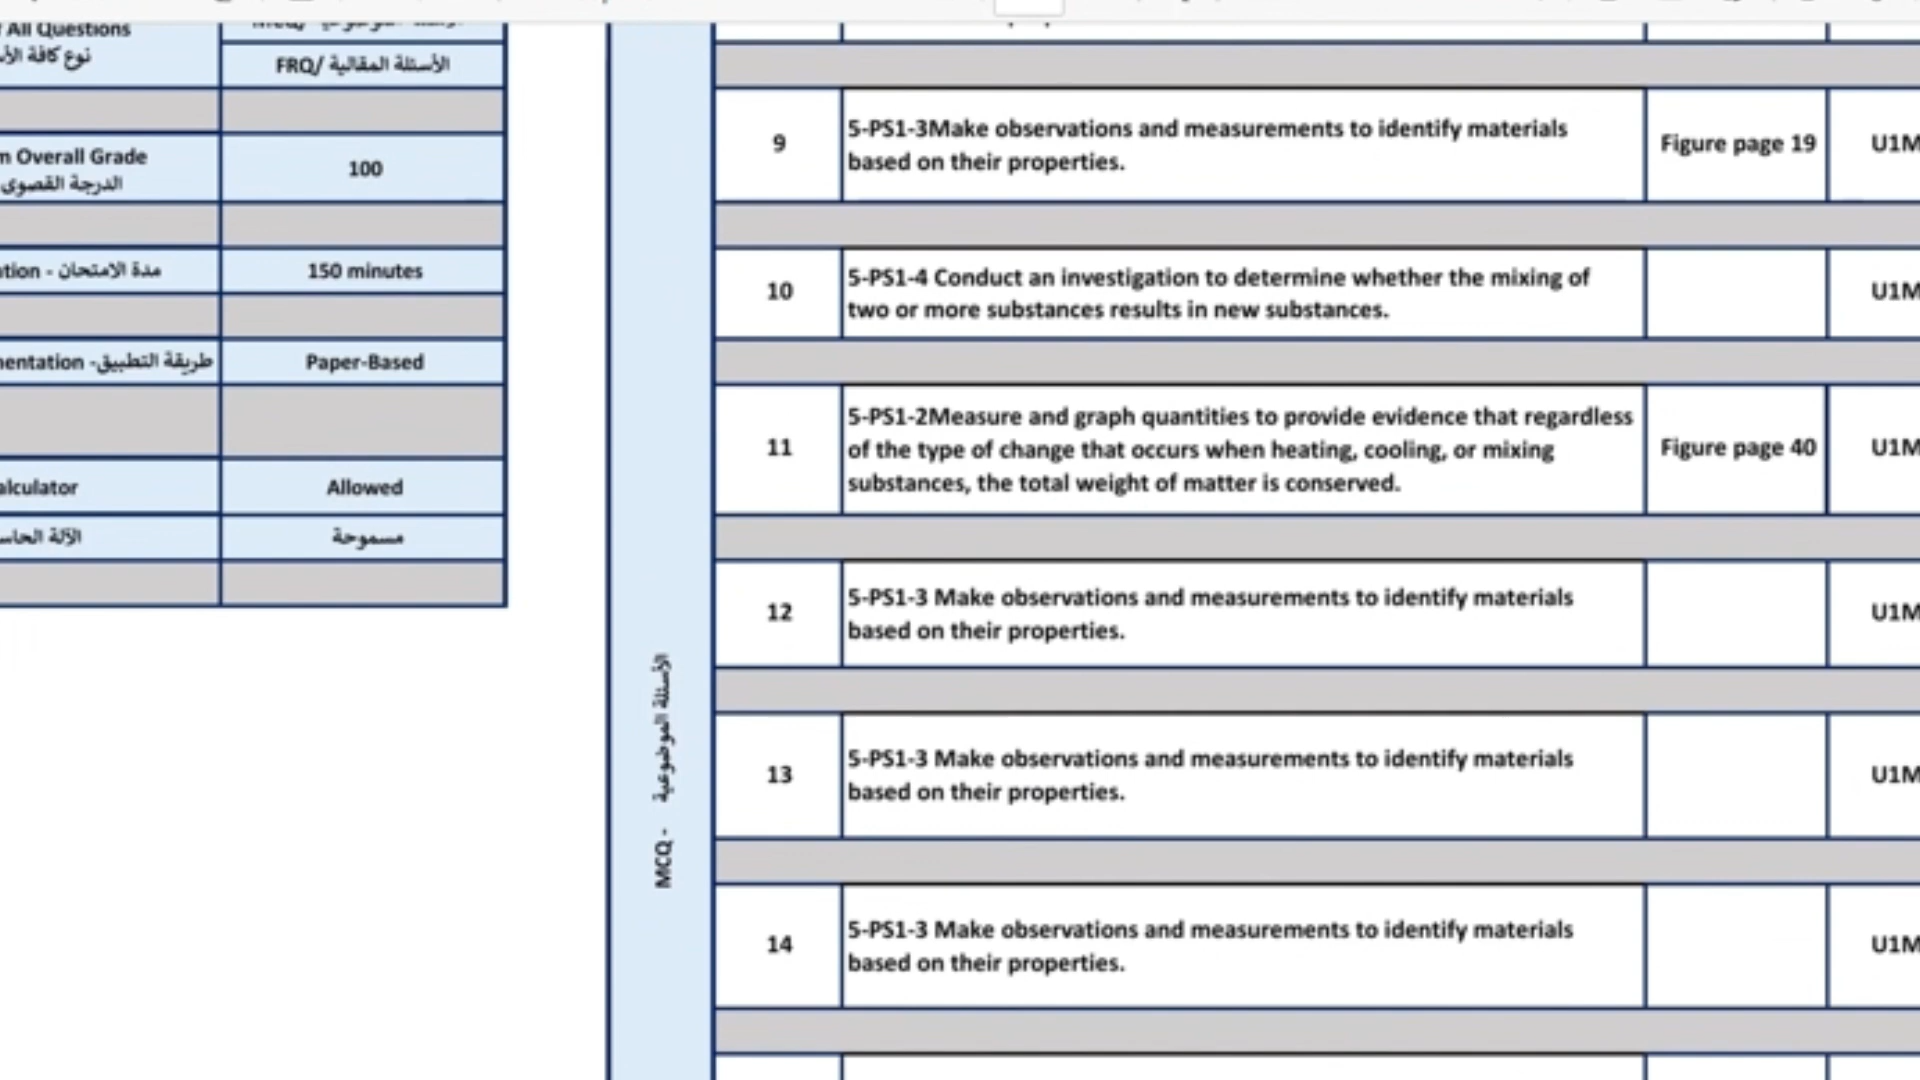 All Questions
نوع كافة الأس
الأسئلة المقالية /FRQ
m Overall Grade
الدرجة القصوى
100
tion - مدة الامتحان
150 minutes
mentation -طريقة التطبيق
Paper-Based
alculator
Allowed
الآلة الحاس
مسموحة
MCQ - الأسئلة الموضوعية
9
5-PS1-3Make observations and measurements to identify materials
based on their properties.
Figure page 19
U1M
10
5-PS1-4 Conduct an investigation to determine whether the mixing of
two or more substances results in new substances.
U1M
11
5-PS1-2Measure and graph quantities to provide evidence that regardless
of the type of change that occurs when heating, cooling, or mixing
substances, the total weight of matter is conserved.
Figure page 40
U1M
12
5-PS1-3 Make observations and measurements to identify materials
based on their properties.
U1M
13
5-PS1-3 Make observations and measurements to identify materials
based on their properties.
U1M
14
5-PS1-3 Make observations and measurements to identify materials
based on their properties.
U1M